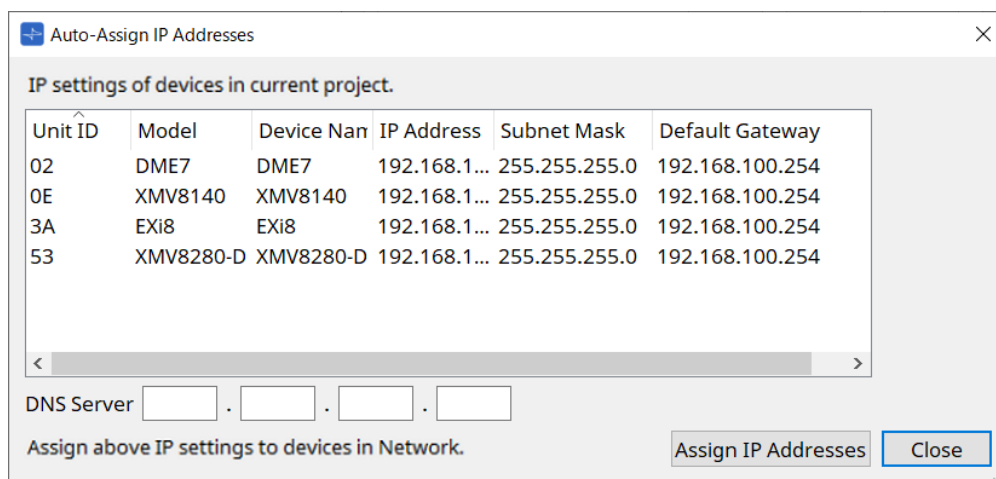 Auto-Assign IP Addresses
IP settings of devices in current project.
Unit ID Model Device Nam IP Address Subnet Mask Default Gateway
02 DME7 DME7 192.168.1... 255.255.255.0 192.168.100.254
0E XMV8140 XMV8140 192.168.1... 255.255.255.0 192.168.100.254
3A EXi8 EXi8 192.168.1... 255.255.255.0 192.168.100.254
53 XMV8280-D XMV8280-D 192.168.1... 255.255.255.0 192.168.100.254
DNS Server . . .
Assign above IP settings to devices in Network. Assign IP Addresses Close